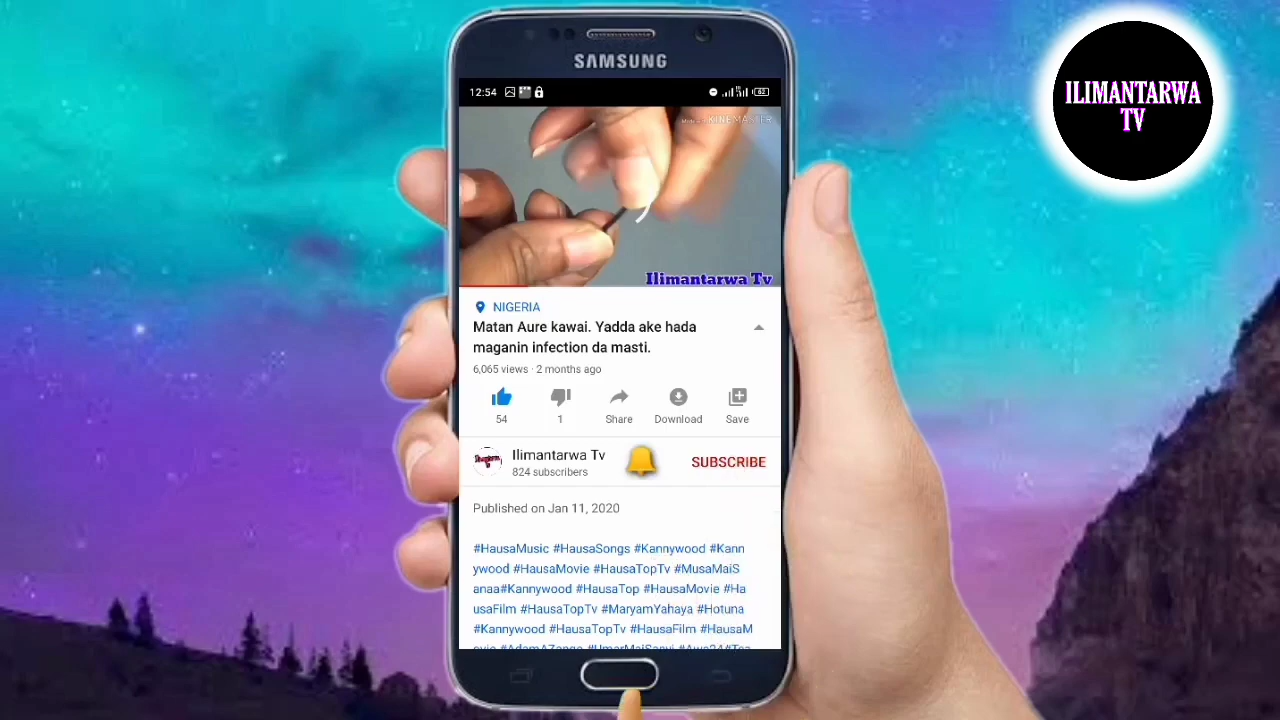 SAMSUNG
ILIMANTARWA
TV
12:54
62
KINEMASTER
Ilimantarwa Tv
NIGERIA
Matan Aure kawai. Yadda ake hada
maganin infection da masti.
6,065 views · 2 months ago
54
1
Share
Download
Save
Ilimantarwa Tv
824 subscribers
SUBSCRIBE
Published on Jan 11, 2020
#HausaMusic #HausaSongs #Kannywood #Kann
ywood #HausaMovie #HausaTopTv #MusaMaiS
anaa#Kannywood #HausaTop #HausaMovie #Ha
usaFilm #HausaTopTv #MaryamYahaya #Hotuna
#Kannywood #HausaTopTv #HausaFilm #HausaM